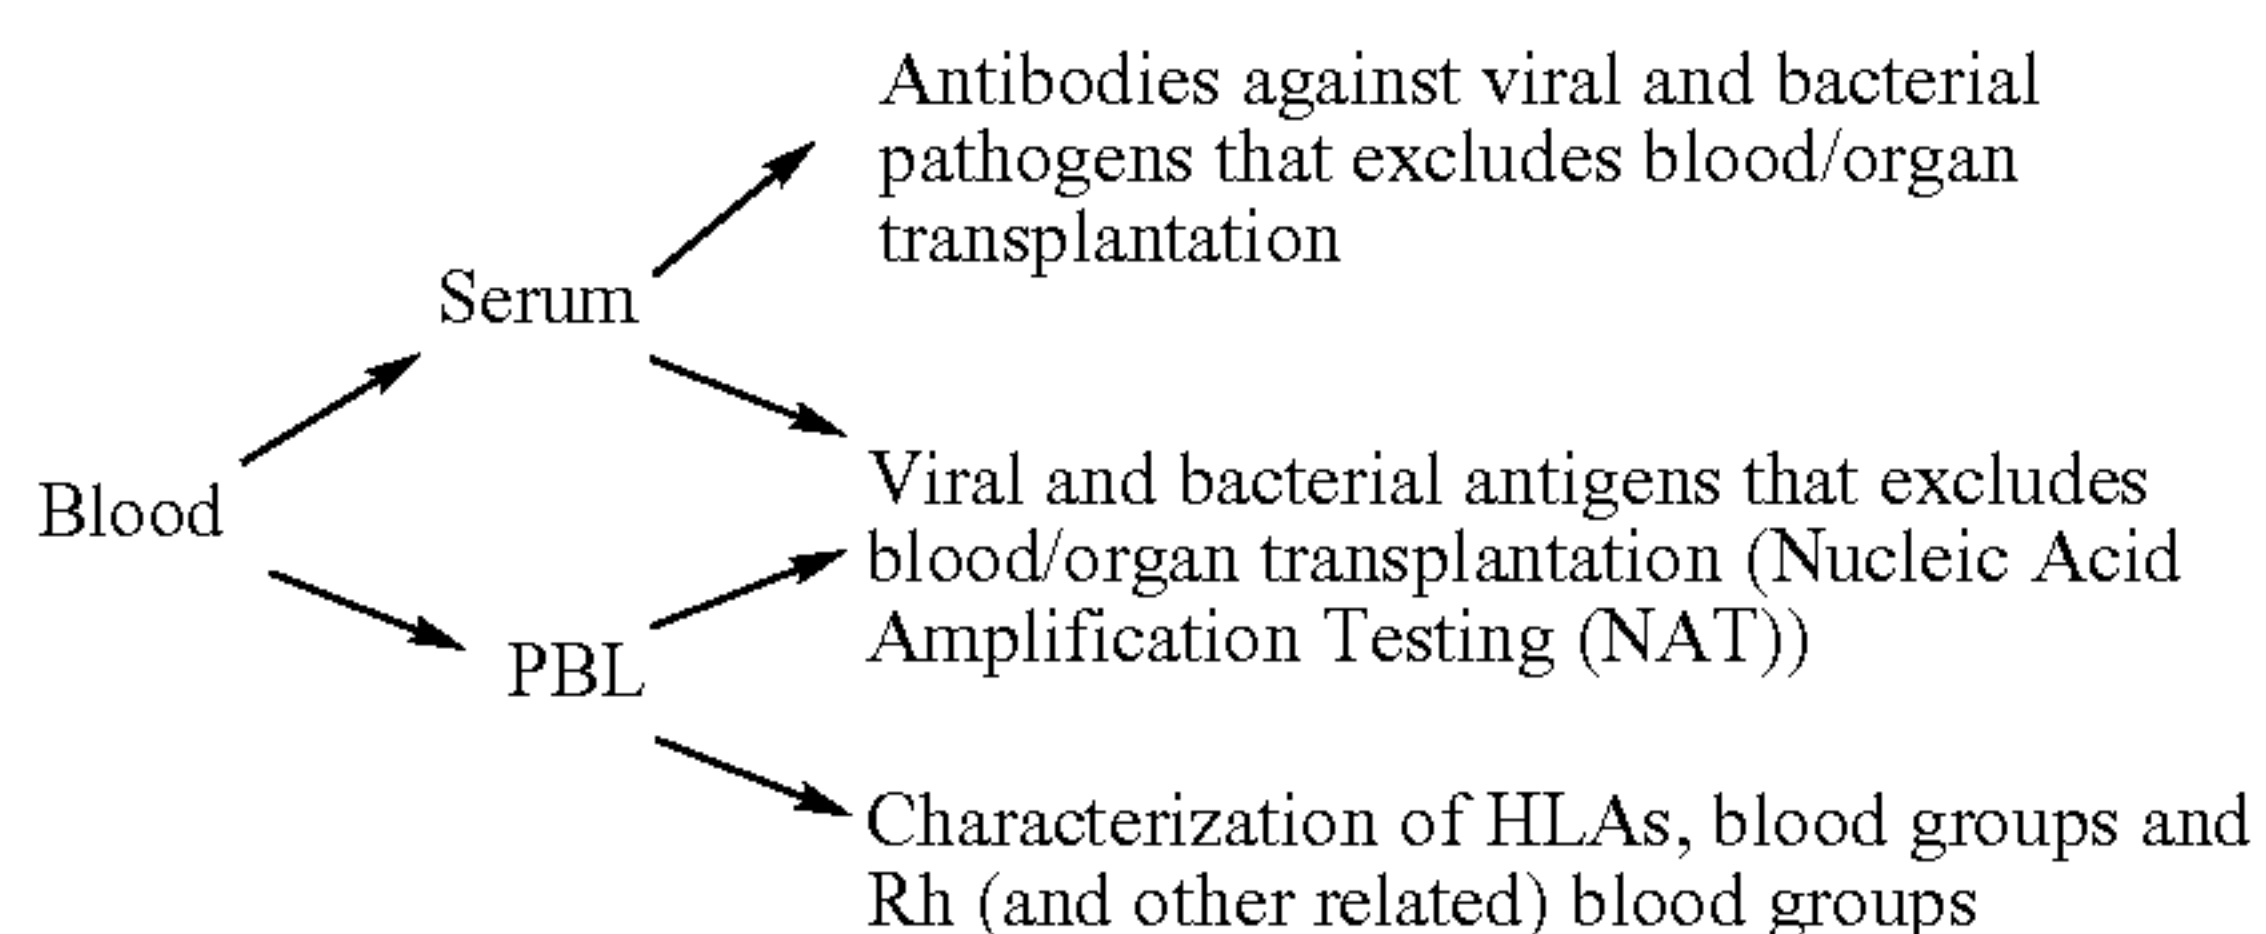 Antibodies against viral and bacterial
pathogens that excludes blood/organ
transplantation
Serum
Blood
Viral and bacterial antigens that excludes
blood/organ transplantation (Nucleic Acid
Amplification Testing (NAT))
PBL
Characterization of HLAs, blood groups and
Rh (and other related) blood groups